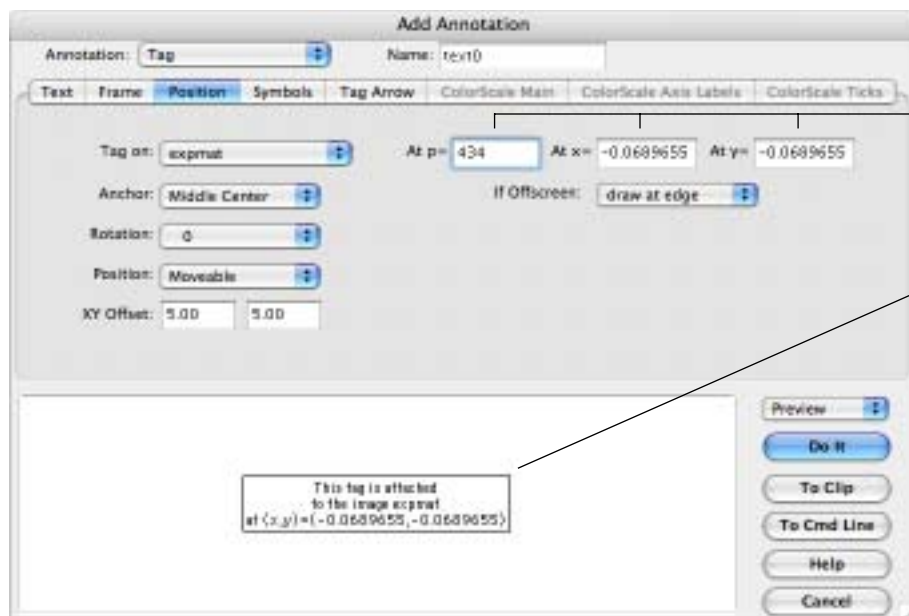 Add Annotation
Annotation: Tag Name: text0
Text Frame Position Symbols Tag Arrow ColorScale Main ColorScale Axis Labels ColorScale Ticks
Tag on: expmat At p= 434 At x= -0.0689655 At y= -0.0689655
Anchor: Middle Center If Offscreen: draw at edge
Rotation: 0
Position: Moveable
XY Offset: 5.00 5.00
Preview
Do It
This tag is attached
to the image expmat
at (x,y)=(-0.0689655,-0.0689655)
To Clip
To Cmd Line
Help
Cancel